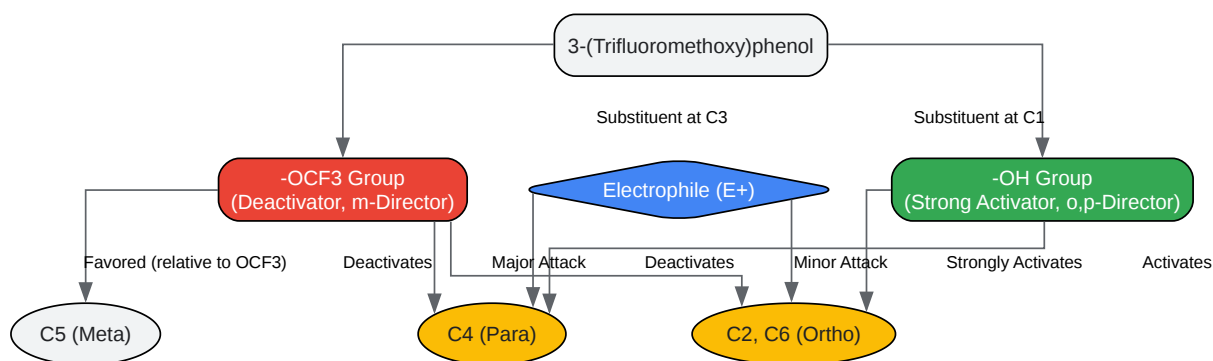 3-(Trifluoromethoxy)phenol
Substituent at C3
Substituent at C1
-OCF3 Group
(Deactivator, m-Director)
Electrophile (E+)
-OH Group
(Strong Activator, o,p-Director)
Favored (relative to OCF3)
Deactivates
Major Attack
Deactivates
Minor Attack
Strongly Activates
Activates
C5 (Meta)
C4 (Para)
C2, C6 (Ortho)